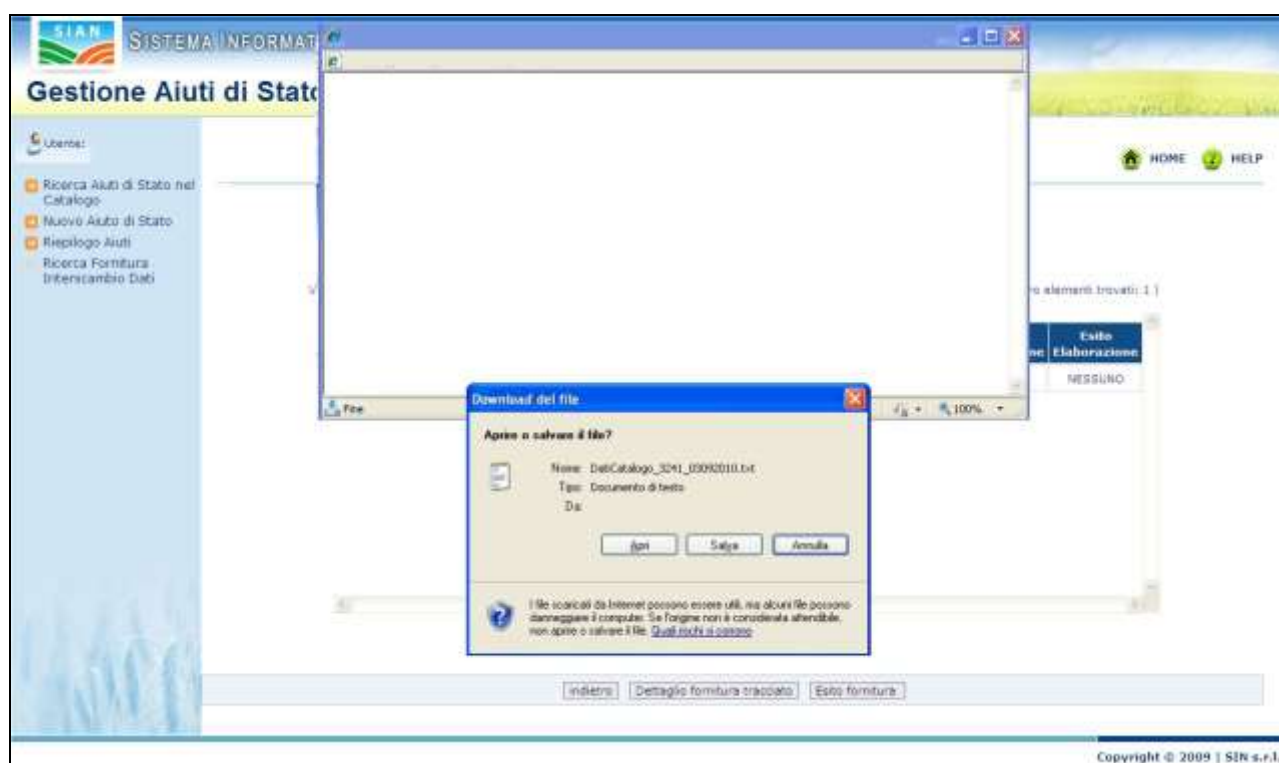 SIAN
SISTEMA INFORMAT
Gestione Aiuti di Stato
Utente:
HOME
HELP
Ricerca Aiuti di Stato nel
Catalogo
Nuovo Aiuto di Stato
Riepilogo Aiuti
Ricerca Fornitura
Interscambio Dati
V
ro elementi trovati: 1 )
Esito
ne Elaborazione
NESSUNO
Fine
100%
Download del file
Aprire o salvare il file?
Nome: DatiCatalogo_3241_03092010.txt
Tipo: Documento di testo
Da:
Apri
Salva
Annulla
I file scaricati da Internet possono essere utili, ma alcuni file possono
danneggiare il computer. Se l'origine non è considerata attendibile,
non aprire o salvare il file. Quali rischi si corrono
indietro
Dettaglio fornitura tracciato
Esito fornitura
Copyright © 2009 | SIN s.r.l